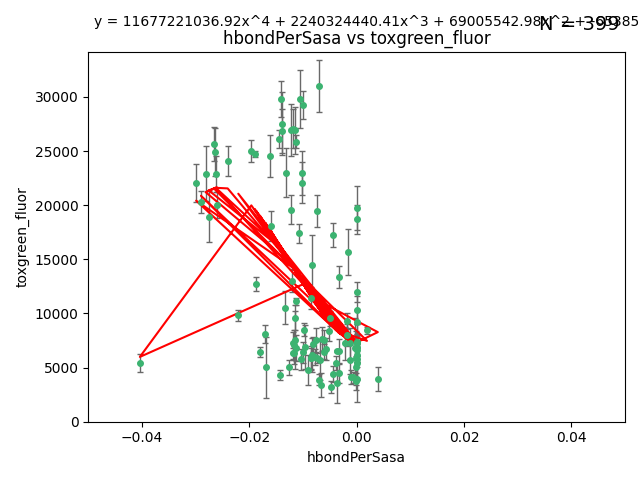 y = 11677221036.92x^4 + 2240324440.41x^3 + 69005542.98x^2 +
N = 399
hbondPerSasa vs toxgreen_fluor
30000
25000
20000
15000
10000
5000
0
toxgreen_fluor
−0.04
−0.02
0.00
0.02
0.04
hbondPerSasa